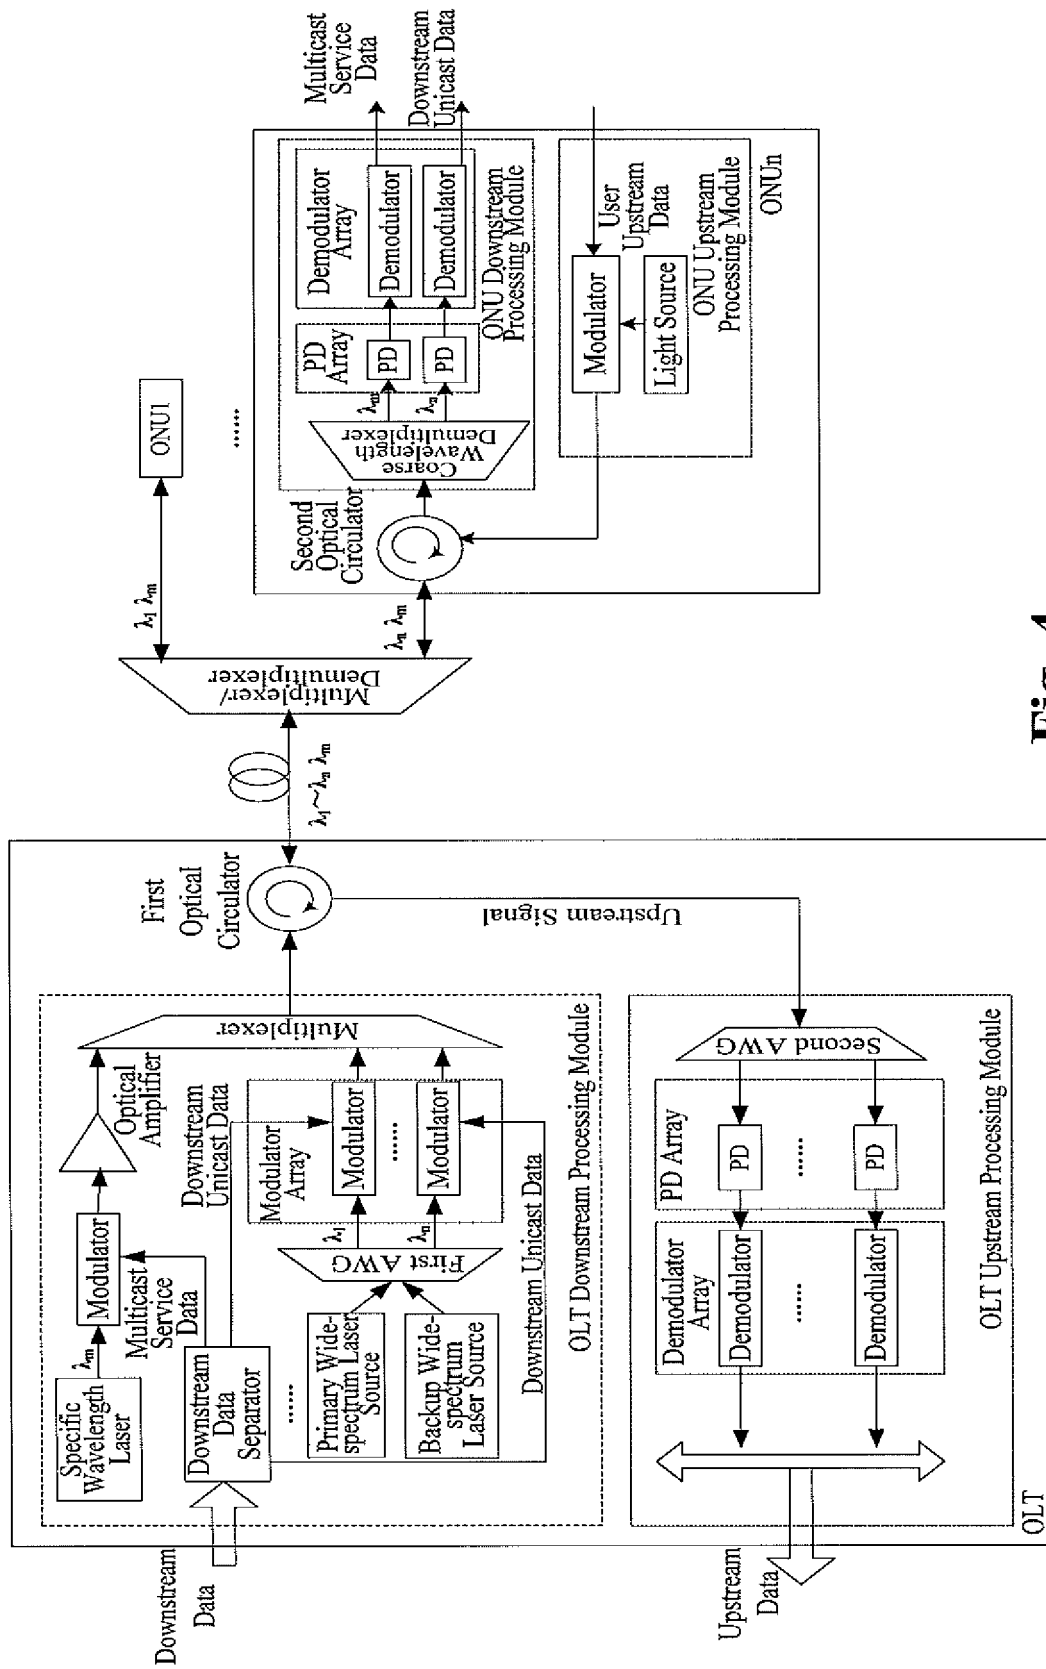 Downstream
Data
Specific
Wavelength
Laser
λm
Modulator
Multicast
Service
Data
Optical
Amplifier
Downstream
Data
Separator
......
Primary Wide-
spectrum Laser
Source
Backup Wide-
spectrum
Laser Source
First AWG
λ1
λn
Downstream
Unicast Data
Modulator
Array
Modulator
......
Modulator
Downstream Unicast Data
Multiplexer
OLT Downstream Processing Module
First
Optical
Circulator
Upstream Signal
Second AWG
PD Array
PD
......
PD
Demodulator
Array
Demodulator
......
Demodulator
OLT Upstream Processing Module
Upstream
Data
OLT
λ1~λn λm
Multiplexer/
Demultiplexer
λ1 λm
ONU1
......
λn λm
Second
Optical
Circulator
Coarse
Wavelength
Demultiplexer
λm
λn
PD
Array
PD
PD
Demodulator
Array
Demodulator
Demodulator
ONU Downstream
Processing Module
Multicast
Service
Data
Downstream
Unicast Data
User
Upstream
Data
Modulator
Light Source
ONU Upstream
Processing Module
ONUn